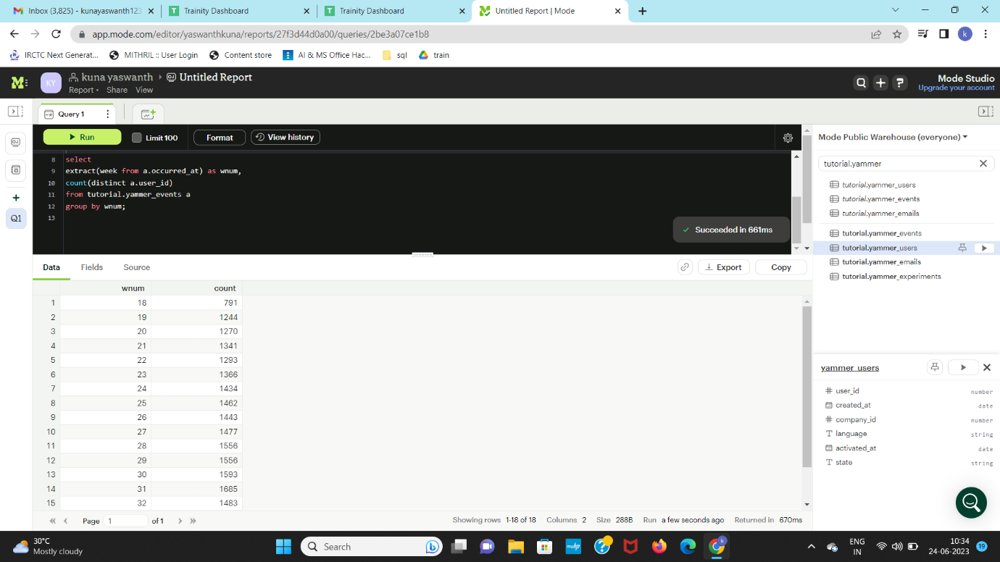 Inbox (3,825) - kunayaswanth123
Trainity Dashboard
Trainity Dashboard
Untitled Report | Mode
app.mode.com/editor/yaswanthkuna/reports/27f3d44d0a00/queries/2be3a07ce1b8
k
IRCTC Next Generat...
MITHRIL :: User Login
Content store
AI & MS Office Hac...
sql
train
KY
kuna yaswanth
Untitled Report
Report
Share
View
Mode Studio
Upgrade your account
Query 1
Run
Limit 100
Format
View history
Q1
8 select
9 extract(week from a.occurred_at) as wnum,
10 count(distinct a.user_id)
11 from tutorial.yammer_events a
12 group by wnum;
13
Succeeded in 661ms
Mode Public Warehouse (everyone)
tutorial.yammer
tutorial.yammer_users
tutorial.yammer_events
tutorial.yammer_emails
tutorial.yammer_events
tutorial.yammer_users
tutorial.yammer_emails
tutorial.yammer_experiments
Data
Fields
Source
Export
Copy
wnum count
1 18 791
2 19 1244
3 20 1270
4 21 1341
5 22 1293
6 23 1366
7 24 1434
8 25 1462
9 26 1443
10 27 1477
11 28 1556
12 29 1556
13 30 1593
14 31 1685
15 32 1483
yammer_users
user_id number
created_at date
company_id number
language string
activated_at date
state string
Page 1 of 1
Showing rows 1-18 of 18 Columns 2 Size 288B Run a few seconds ago Returned in 670ms
30°C
Mostly cloudy
Search
myhp
k
ENG
IN
10:34
24-06-2023
19